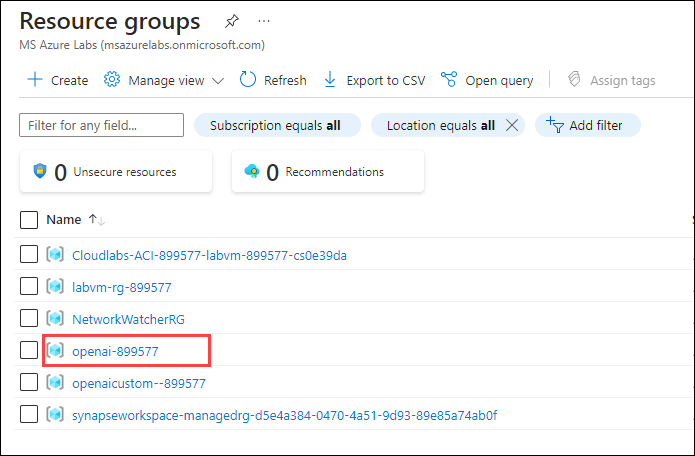 Resource groups
MS Azure Labs (msazurelabs.onmicrosoft.com)
Create Manage view Refresh Export to CSV Open query Assign tags
Filter for any field... Subscription equals all Location equals all Add filter
0 Unsecure resources 0 Recommendations
Name
Cloudlabs-ACI-899577-labvm-899577-cs0e39da
labvm-rg-899577
NetworkWatcherRG
openai-899577
openaicustom--899577
synapseworkspace-managedrg-d5e4a384-0470-4a51-9d93-89e85a74ab0f